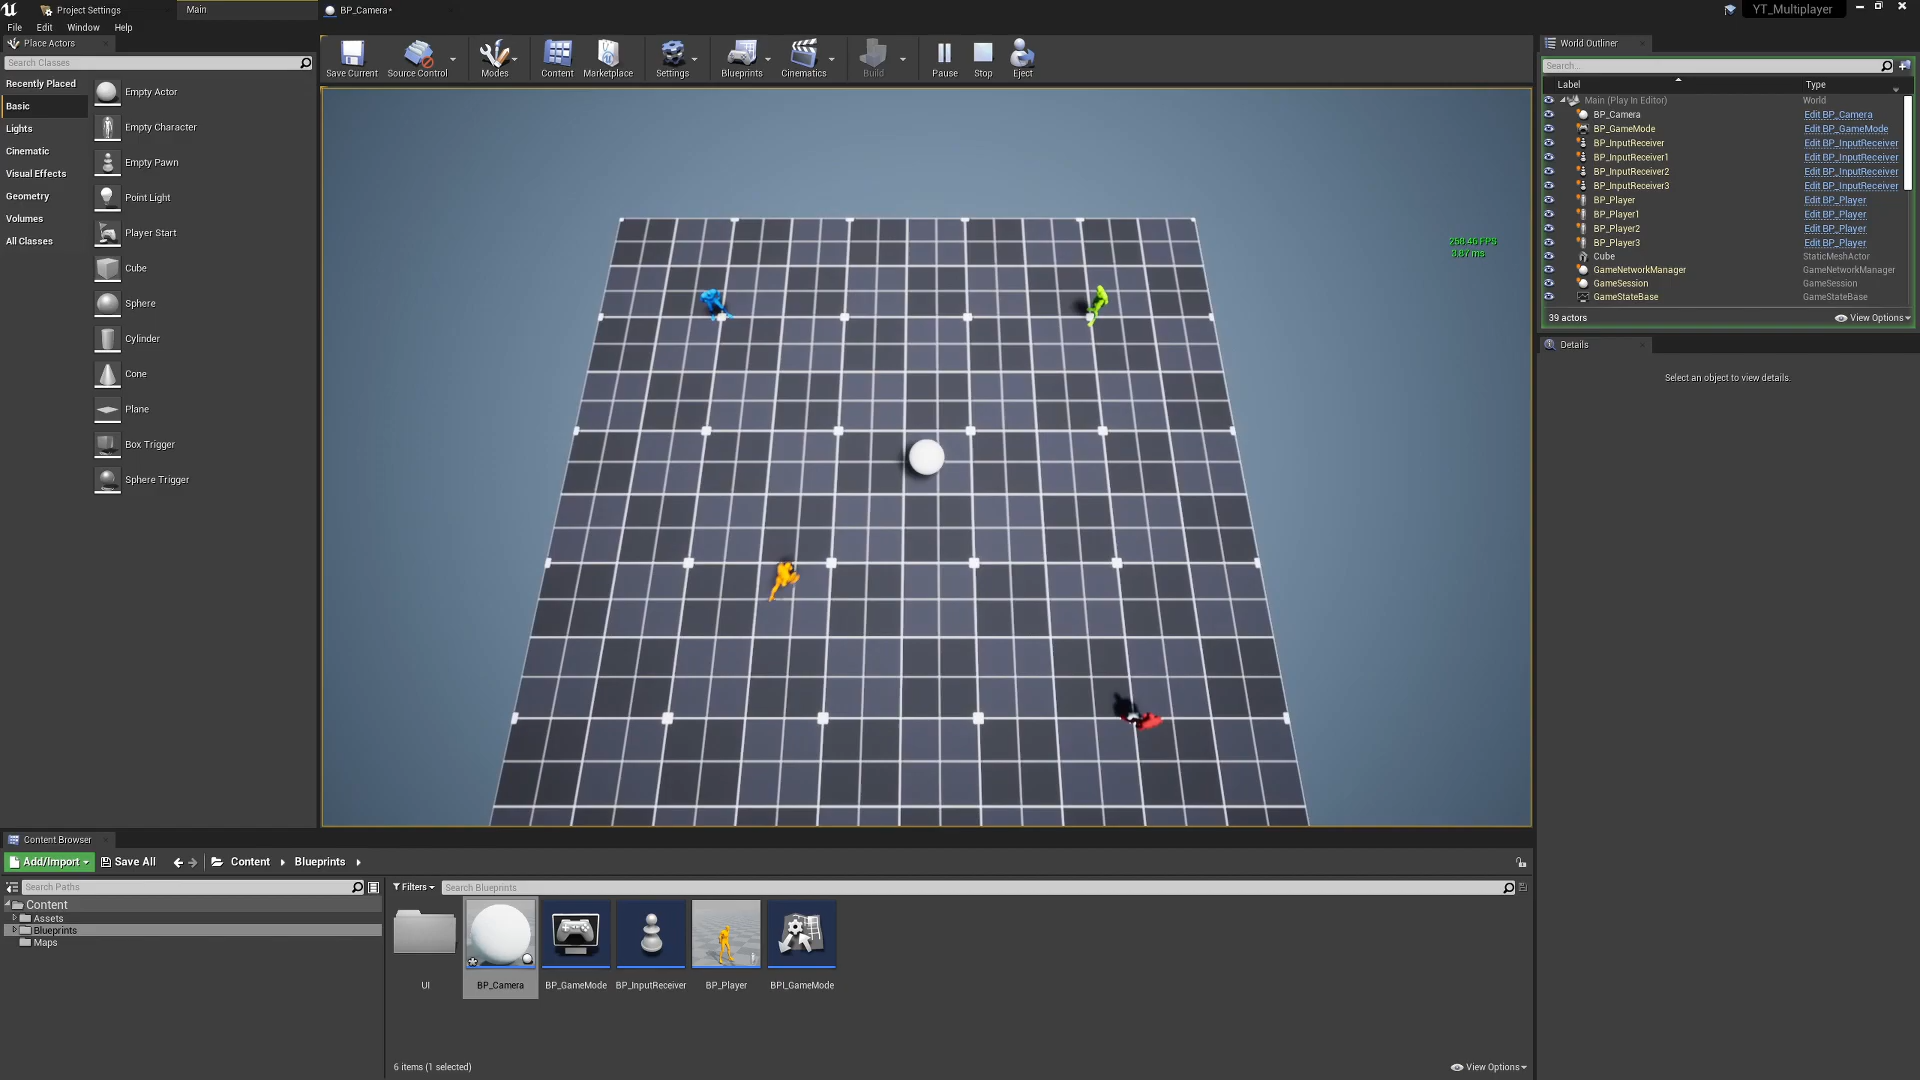 Project Settings
Main
BP_Camera*
YT_Multiplayer
File Edit Window Help
Place Actors
Search Classes
Recently Placed
Basic
Lights
Cinematic
Visual Effects
Geometry
Volumes
All Classes
Empty Actor
Empty Character
Empty Pawn
Point Light
Player Start
Cube
Sphere
Cylinder
Cone
Plane
Box Trigger
Sphere Trigger
Save Current
Source Control
Modes
Content
Marketplace
Settings
Blueprints
Cinematics
Build
Pause
Stop
Eject
258.46 FPS
3.87 ms
World Outliner
Search...
Label Type
Main (Play In Editor) World
BP_Camera Edit BP_Camera
BP_GameMode Edit BP_GameMode
BP_InputReceiver Edit BP_InputReceiver
BP_InputReceiver1 Edit BP_InputReceiver
BP_InputReceiver2 Edit BP_InputReceiver
BP_InputReceiver3 Edit BP_InputReceiver
BP_Player Edit BP_Player
BP_Player1 Edit BP_Player
BP_Player2 Edit BP_Player
BP_Player3 Edit BP_Player
Cube StaticMeshActor
GameNetworkManager GameNetworkManager
GameSession GameSession
GameStateBase GameStateBase
39 actors
View Options
Details
Select an object to view details.
Content Browser
Add/Import Save All Content Blueprints
Search Paths
Content
Assets
Blueprints
Maps
Filters
Search Blueprints
UI
BP_Camera
BP_GameMode
BP_InputReceiver
BP_Player
BPI_GameMode
6 items (1 selected)
View Options